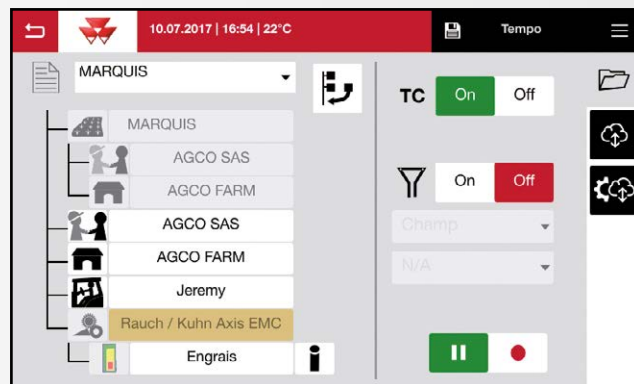 10.07.2017 | 16:54 | 22°C
Tempo
MARQUIS
MARQUIS
AGCO SAS
AGCO FARM
AGCO SAS
AGCO FARM
Jeremy
Rauch / Kuhn Axis EMC
Engrais
TC On Off
On Off
Champ
N/A